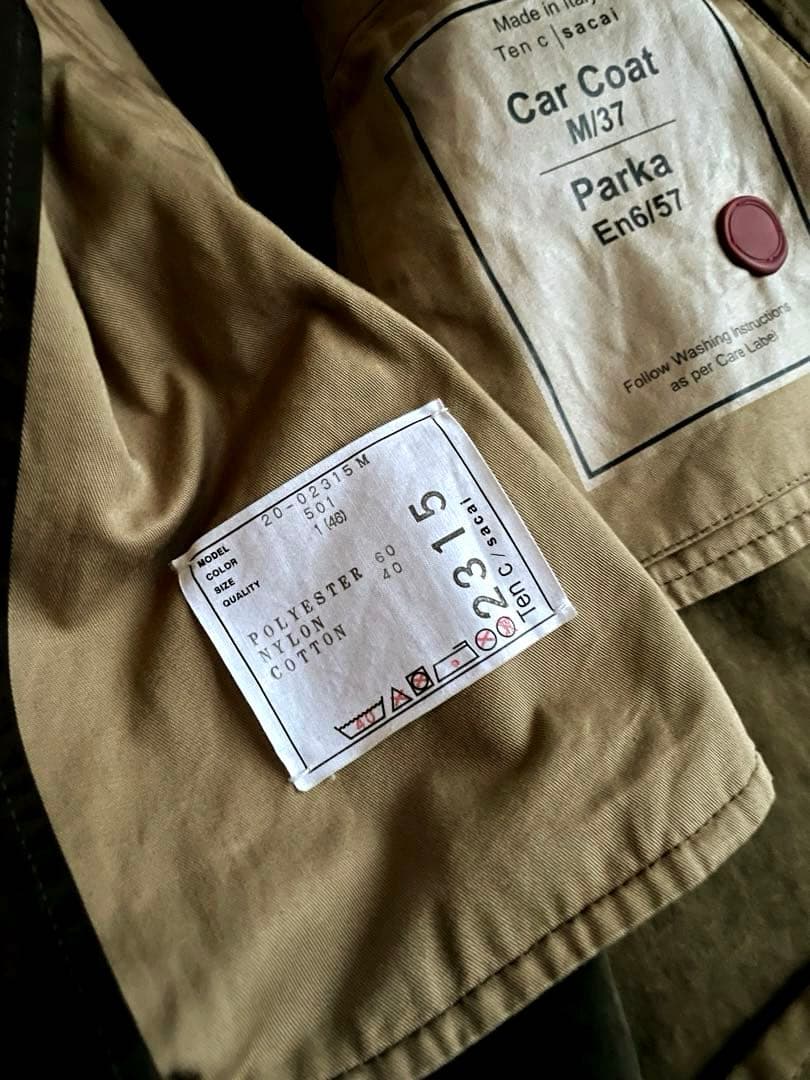 Made in Italy
Ten c | sacai
Car Coat
M/37
Parka
En6/57
Follow Washing Instructions
as per Care Label
MODEL 20-02315M
COLOR 501
SIZE 1 (46)
QUALITY
POLYESTER 60
NYLON 40
COTTON
2315
Ten C / sacai
40